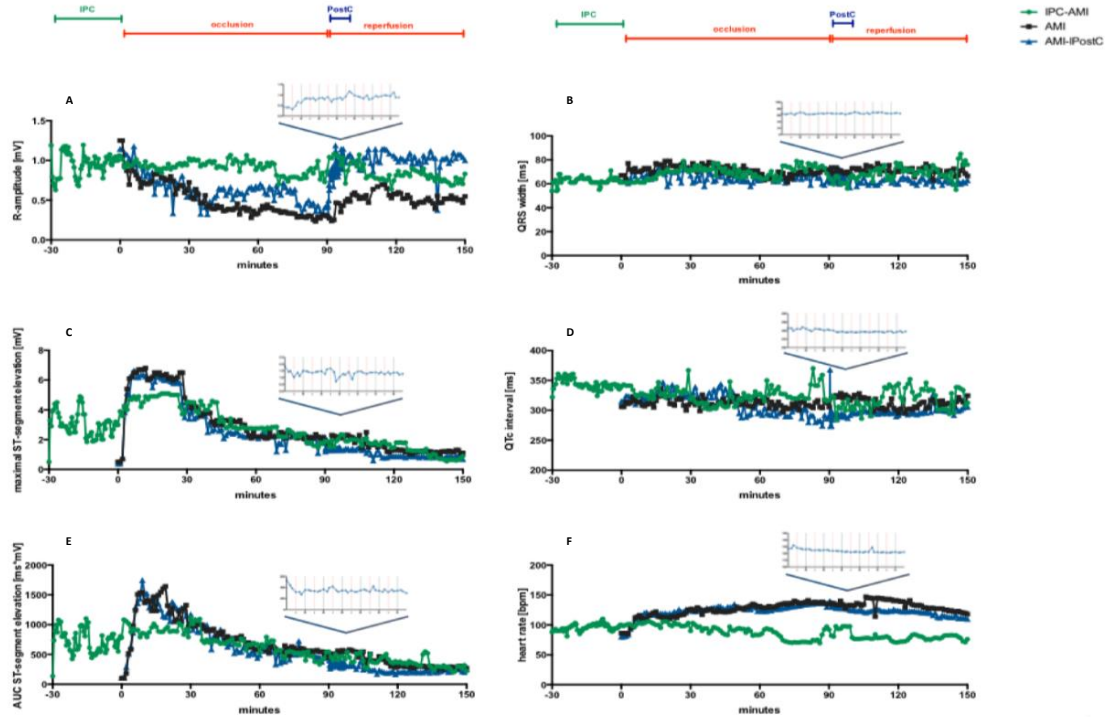 IPC
PostC
occlusion
reperfusion
IPC
PostC
occlusion
reperfusion
IPC-AMI
AMI
AMI-IPostC
A
R-amplitude [mV]
1.5
1.0
0.5
0.0
-30 0 30 60 90 120 150
minutes
B
QRS width [ms]
100
80
60
40
20
0
-30 0 30 60 90 120 150
minutes
C
maximal ST-segment elevation [mV]
8
6
4
2
0
-30 0 30 60 90 120 150
minutes
D
QTc interval [ms]
400
350
300
250
200
-30 0 30 60 90 120 150
minutes
E
AUC ST-segment elevation [ms*mV]
2000
1500
1000
500
0
-30 0 30 60 90 120 150
minutes
F
heart rate [bpm]
200
150
100
50
0
-30 0 30 60 90 120 150
minutes